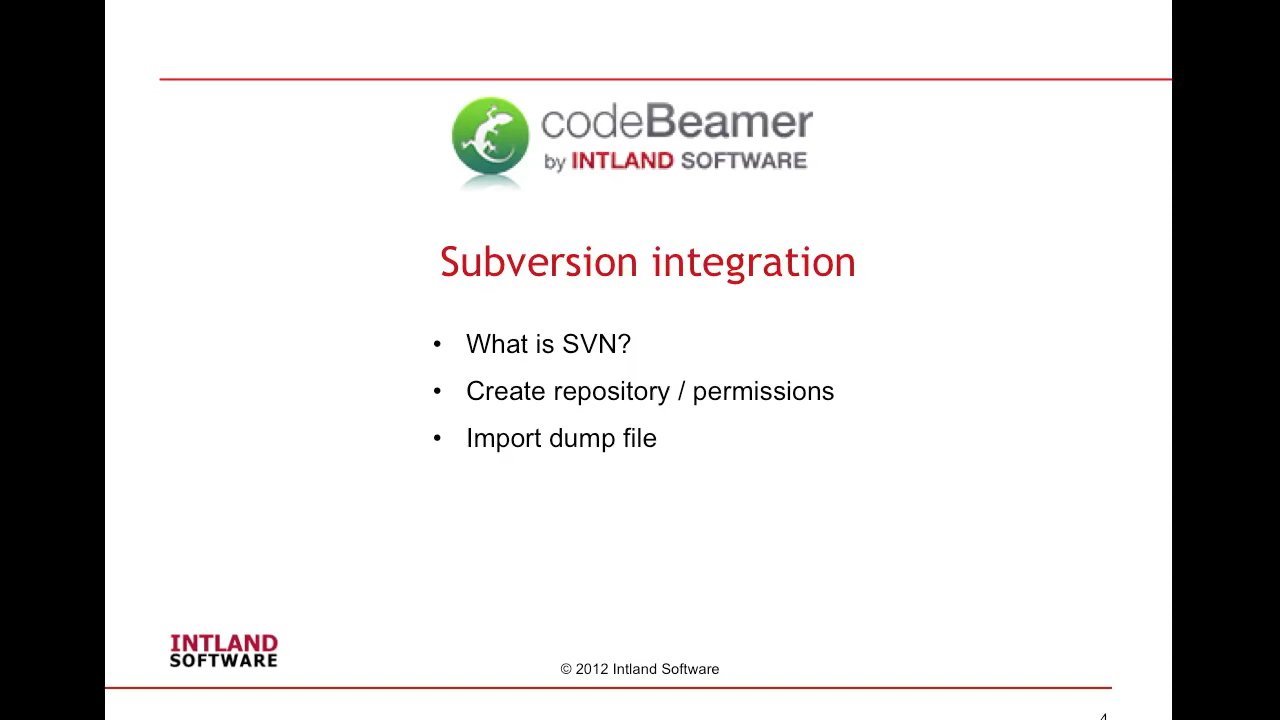 codeBeamer
by INTLAND SOFTWARE
Subversion integration
• What is SVN?
• Create repository / permissions
• Import dump file
INTLAND
SOFTWARE
© 2012 Intland Software
4